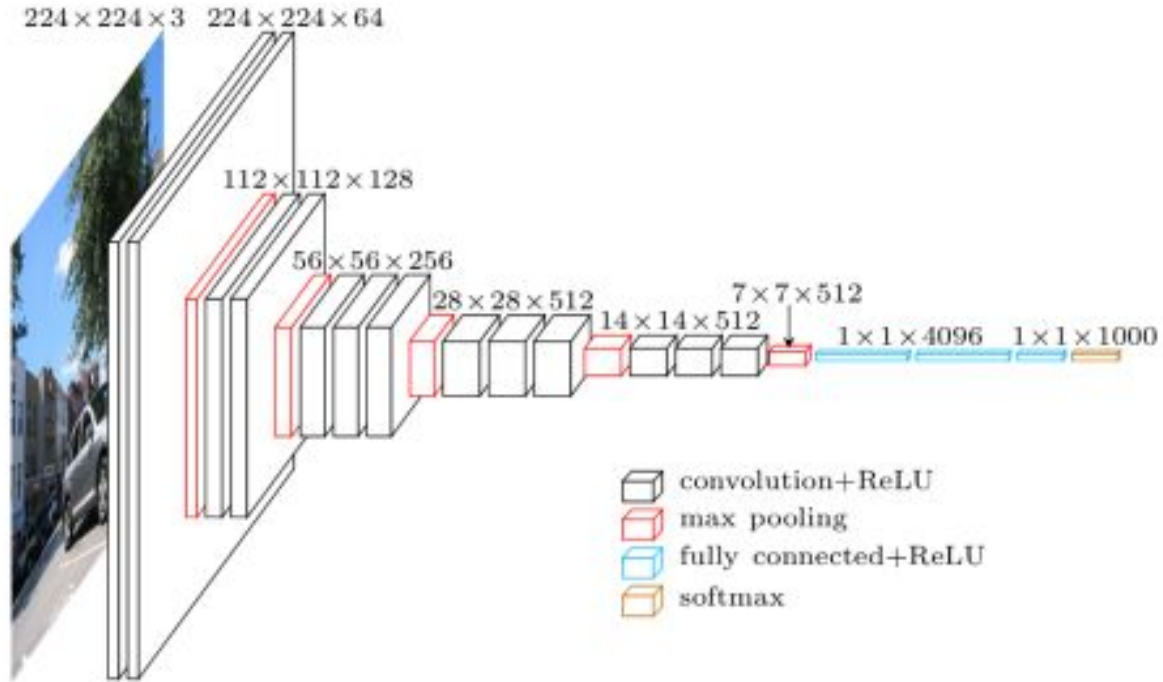 224 × 224 × 3
224 × 224 × 64
112 × 112 × 128
56 × 56 × 256
28 × 28 × 512
14 × 14 × 512
7 × 7 × 512
1 × 1 × 4096
1 × 1 × 1000
convolution+ReLU
max pooling
fully connected+ReLU
softmax